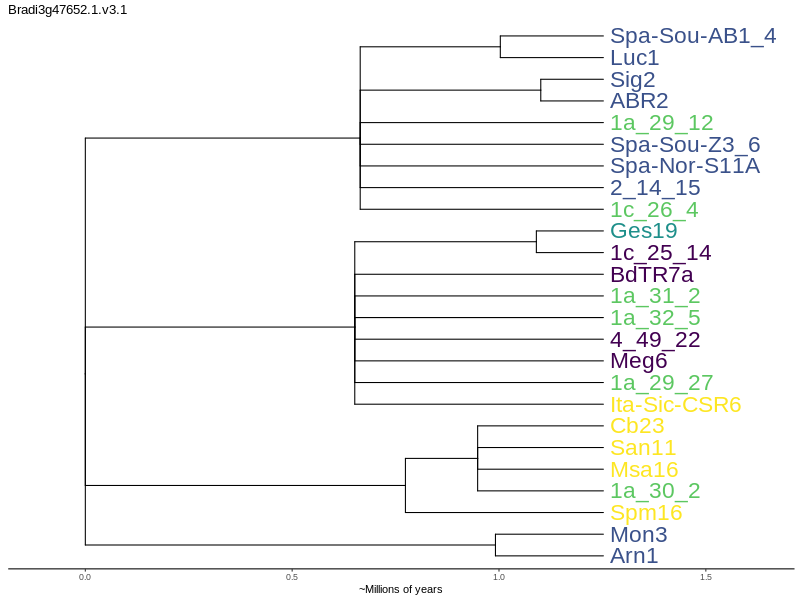 Bradi3g47652.1.v3.1
Spa-Sou-AB1_4
Luc1
Sig2
ABR2
1a_29_12
Spa-Sou-Z3_6
Spa-Nor-S11A
2_14_15
1c_26_4
Ges19
1c_25_14
BdTR7a
1a_31_2
1a_32_5
4_49_22
Meg6
1a_29_27
Ita-Sic-CSR6
Cb23
San11
Msa16
1a_30_2
Spm16
Mon3
Arn1
0.0 0.5 1.0 1.5
~Millions of years